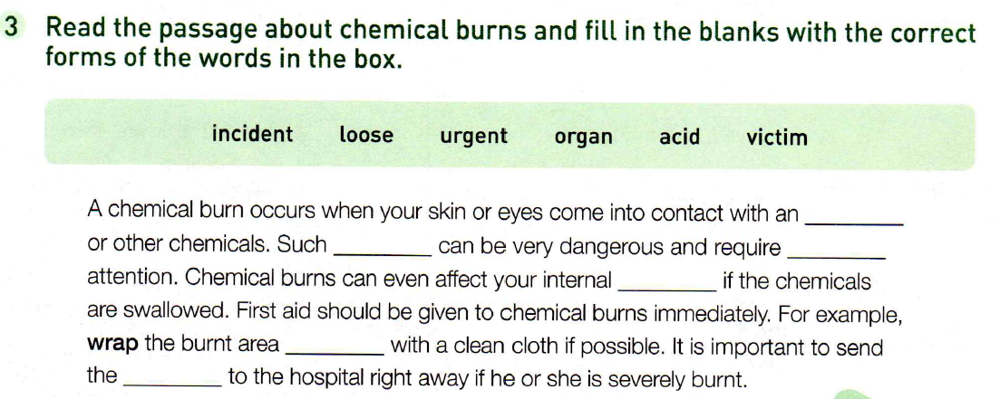 3 Read the passage about chemical burns and fill in the blanks with the correct
forms of the words in the box.
incident loose urgent organ acid victim
A chemical burn occurs when your skin or eyes come into contact with an ________
or other chemicals. Such ________ can be very dangerous and require ________
attention. Chemical burns can even affect your internal ________ if the chemicals
are swallowed. First aid should be given to chemical burns immediately. For example,
wrap the burnt area ________ with a clean cloth if possible. It is important to send
the ________ to the hospital right away if he or she is severely burnt.